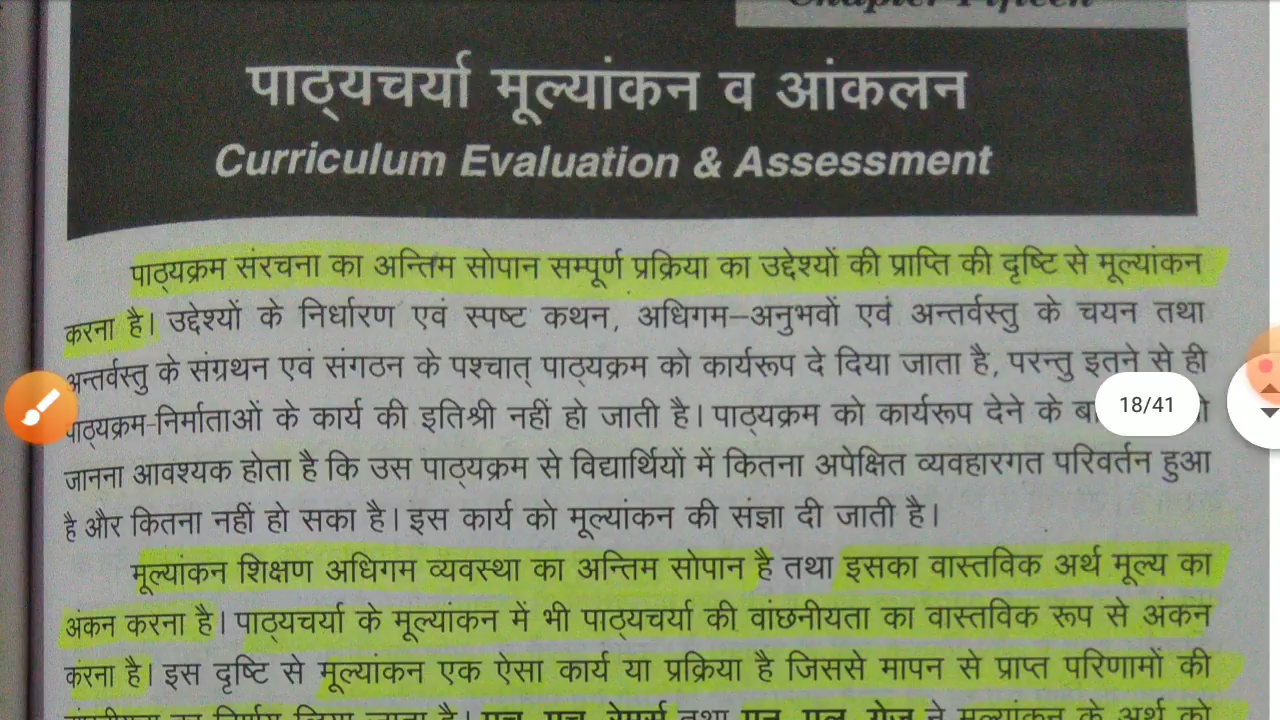 Chapter Fifteen
पाठ्यचर्या मूल्यांकन व आंकलन
Curriculum Evaluation & Assessment
पाठ्यक्रम संरचना का अन्तिम सोपान सम्पूर्ण प्रक्रिया का उद्देश्यों की प्राप्ति की दृष्टि से मूल्यांकन
करना है। उद्देश्यों के निर्धारण एवं स्पष्ट कथन, अधिगम–अनुभवों एवं अन्तर्वस्तु के चयन तथा
अन्तर्वस्तु के संग्रथन एवं संगठन के पश्चात् पाठ्यक्रम को कार्यरूप दे दिया जाता है, परन्तु इतने से ही
पाठ्यक्रम-निर्माताओं के कार्य की इतिश्री नहीं हो जाती है। पाठ्यक्रम को कार्यरूप देने के
18/41
जानना आवश्यक होता है कि उस पाठ्यक्रम से विद्यार्थियों में कितना अपेक्षित व्यवहारगत परिवर्तन हुआ
है और कितना नहीं हो सका है। इस कार्य को मूल्यांकन की संज्ञा दी जाती है।
मूल्यांकन शिक्षण अधिगम व्यवस्था का अन्तिम सोपान है तथा इसका वास्तविक अर्थ मूल्य का
अंकन करना है। पाठ्यचर्या के मूल्यांकन में भी पाठ्यचर्या की वांछनीयता का वास्तविक रूप से अंकन
करना है। इस दृष्टि से मूल्यांकन एक ऐसा कार्य या प्रक्रिया है जिससे मापन से प्राप्त परिणामों की